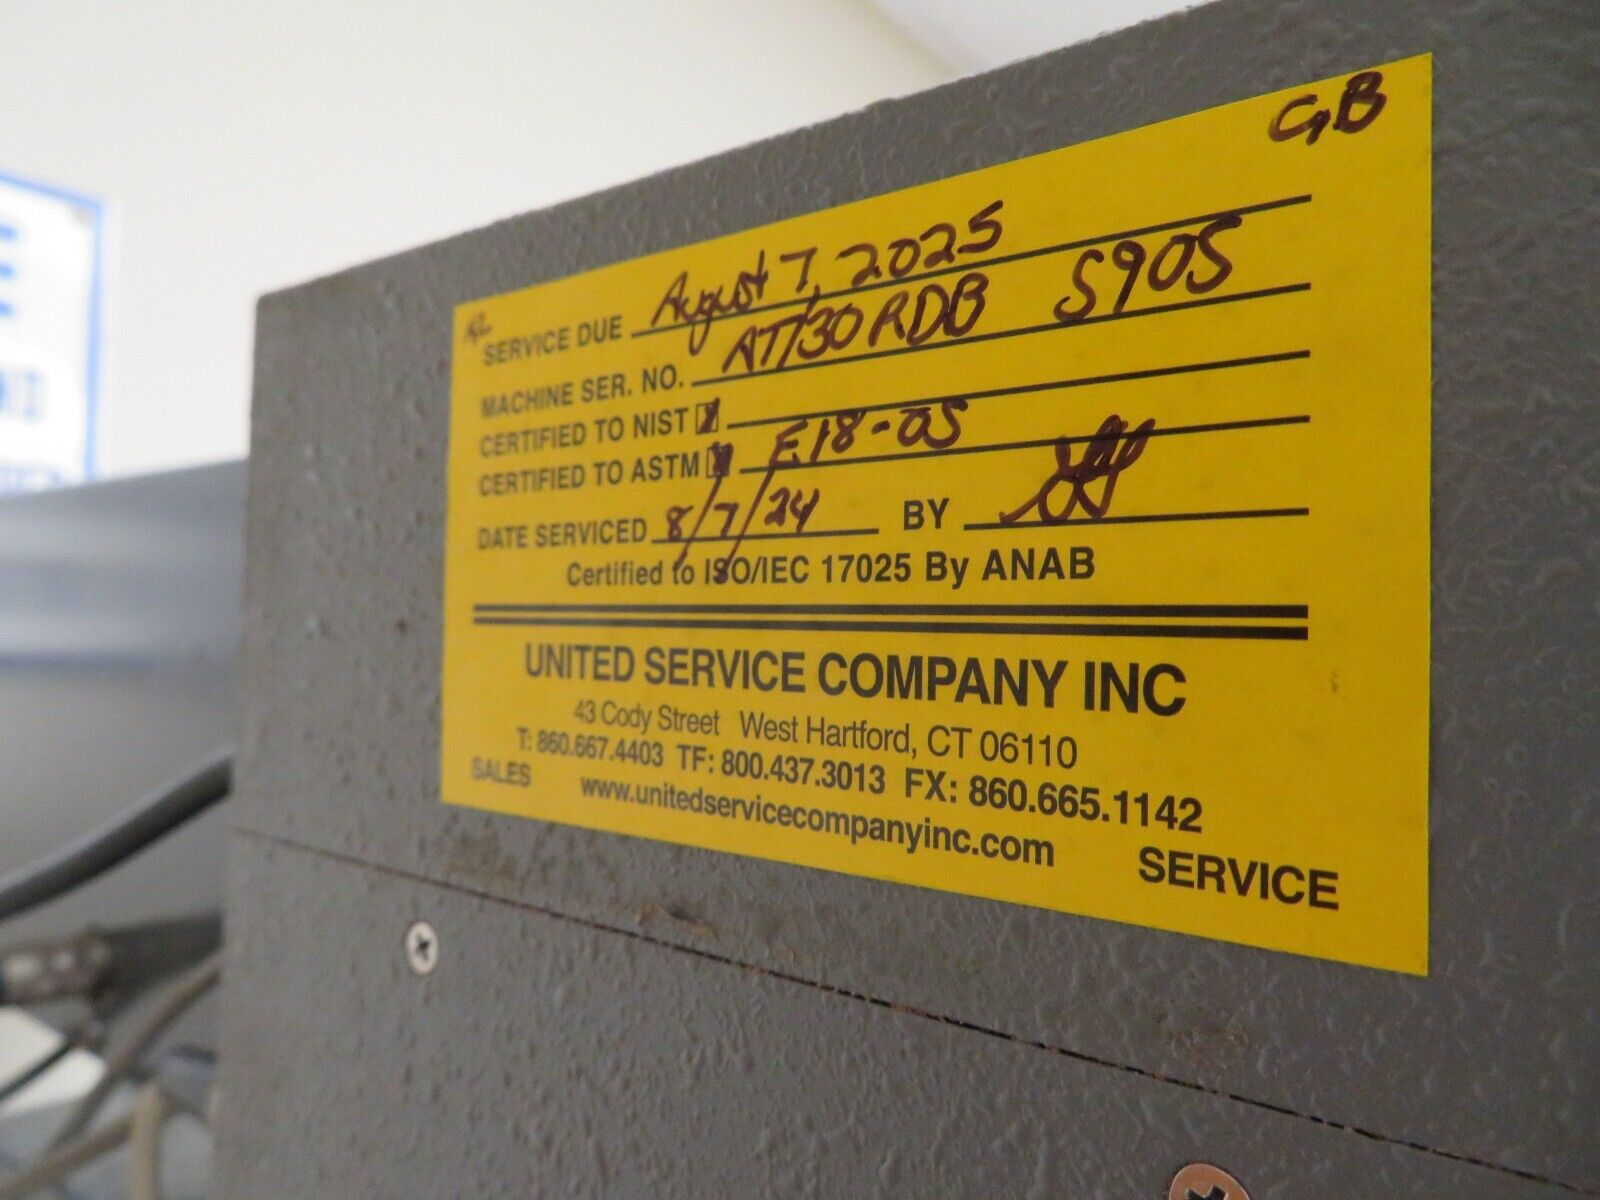 GB
SERVICE DUE August 7, 2025
MACHINE SER. NO. AT130RDB S905
CERTIFIED TO NIST
CERTIFIED TO ASTM E18-05
DATE SERVICED 8/7/24 BY
Certified to ISO/IEC 17025 By ANAB
UNITED SERVICE COMPANY INC
43 Cody Street West Hartford, CT 06110
T: 860.667.4403 TF: 800.437.3013 FX: 860.665.1142
SALES www.unitedservicecompanyinc.com SERVICE